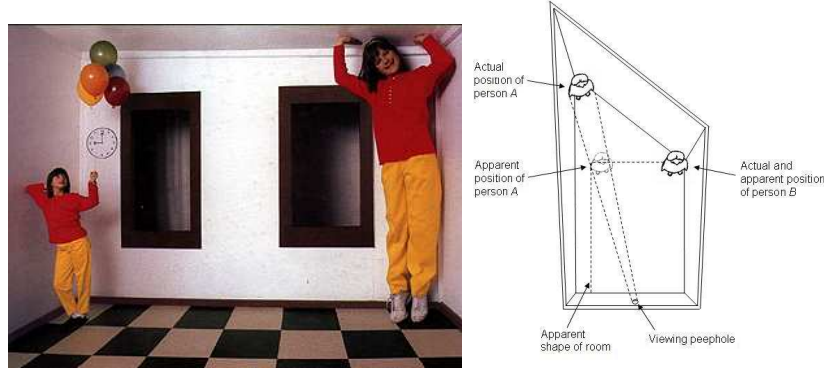 Actual
position of
person A
Apparent
position of
person A
Actual and
apparent position
of person B
Apparent
shape of room
Viewing peephole